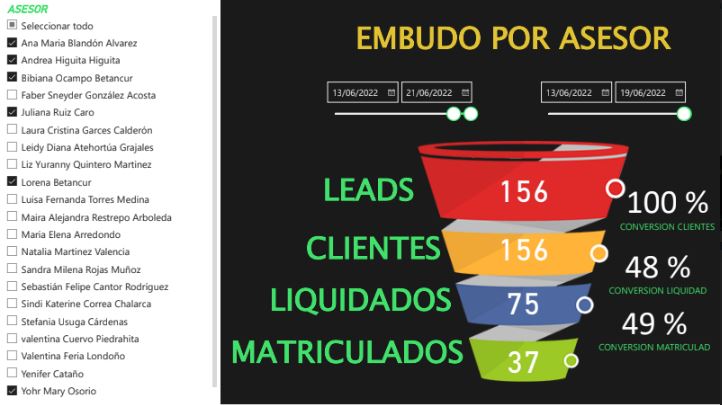 ASESOR
Seleccionar todo
Ana Maria Blandón Alvarez
Andrea Higuita Higuita
Bibiana Ocampo Betancur
Faber Sneyder González Acosta
Juliana Ruiz Caro
Laura Cristina Garces Calderón
Leidy Diana Atehortúa Grajales
Liz Yuranny Quintero Martinez
Lorena Betancur
Luisa Fernanda Torres Medina
Maira Alejandra Restrepo Arboleda
Maria Elena Arredondo
Natalia Martinez Valencia
Sandra Milena Rojas Muñoz
Sebastián Felipe Cantor Rodríguez
Sindi Katerine Correa Chalarca
Stefania Usuga Cárdenas
valentina Cuervo Piedrahita
Valentina Feria Londoño
Yenifer Cataño
Yohr Mary Osorio
EMBUDO POR ASESOR
13/06/2022 21/06/2022 13/06/2022 19/06/2022
LEADS 156
100 %
CONVERSION CLIENTES
CLIENTES 156
48 %
CONVERSION LIQUIDAD
LIQUIDADOS 75
49 %
CONVERSION MATRICULAD
MATRICULADOS 37